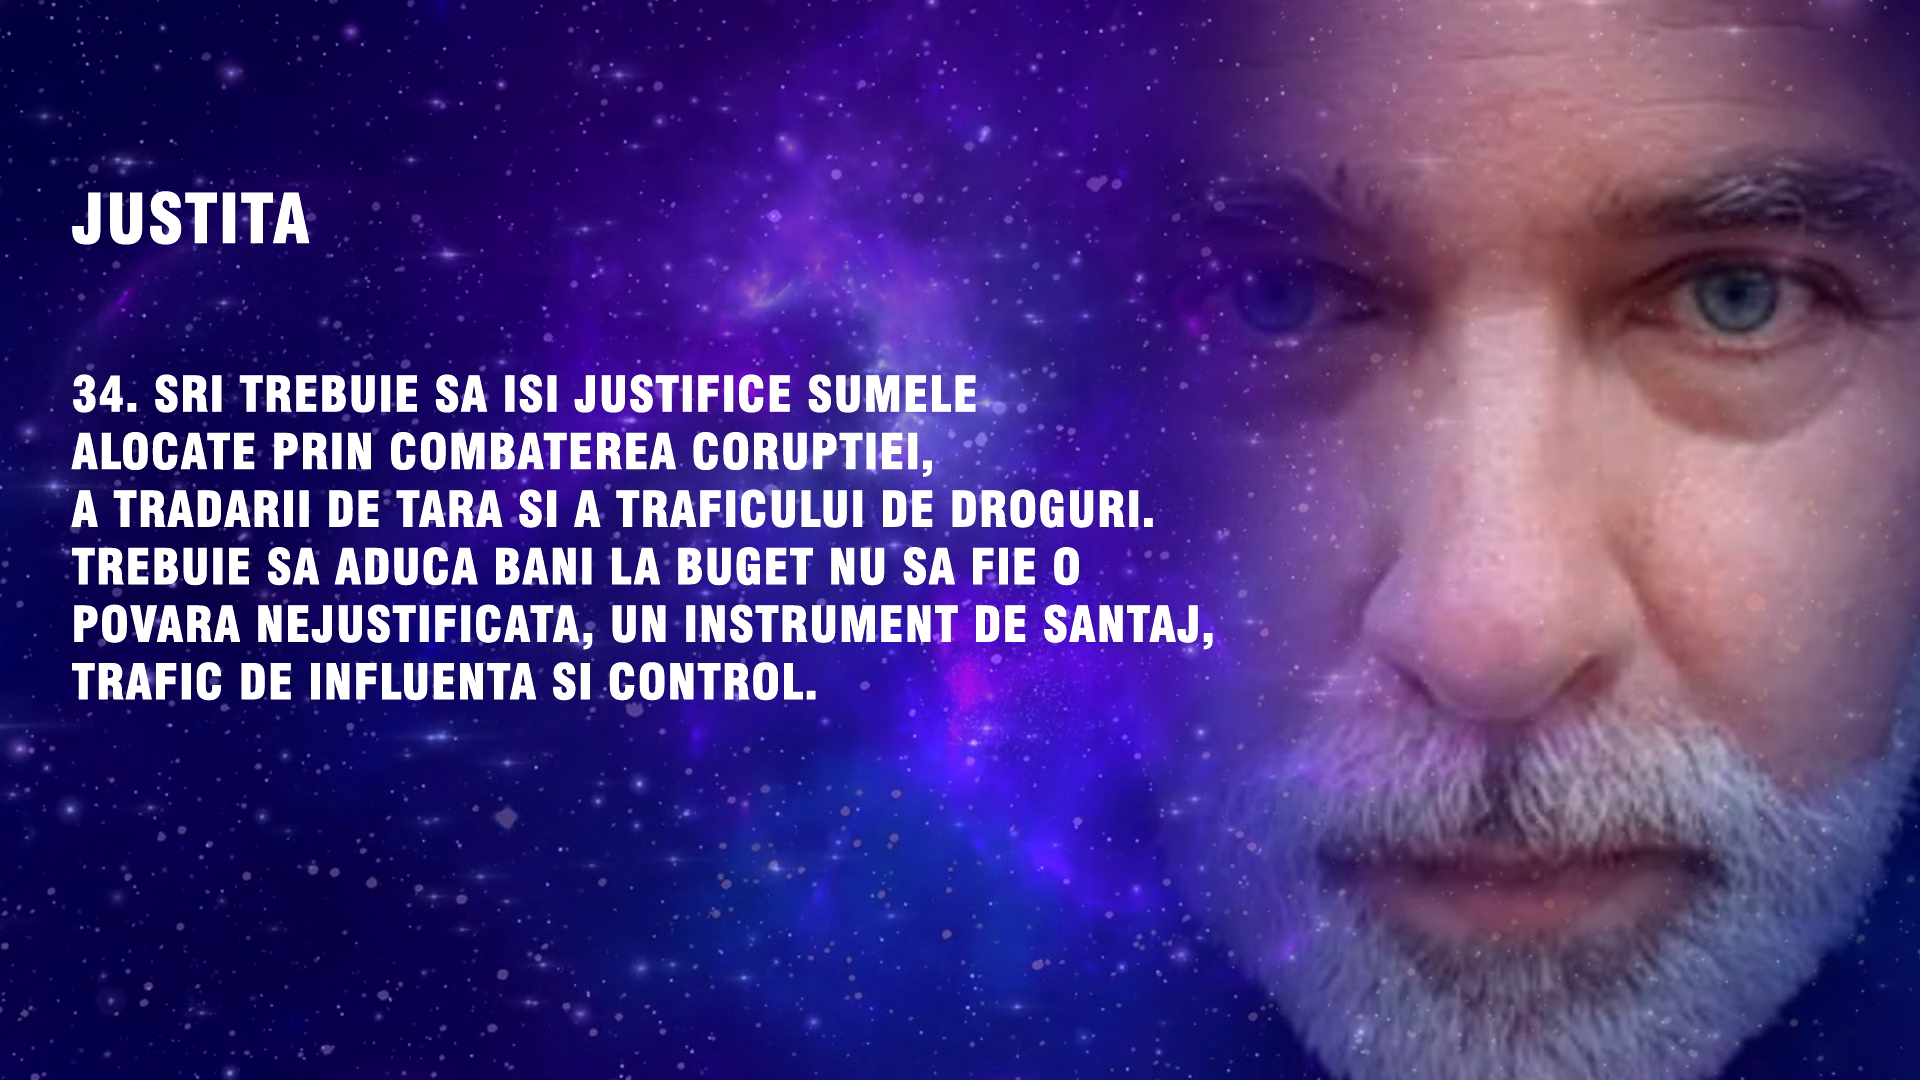 JUSTITA
34. SRI TREBUIE SA ISI JUSTIFICE SUMELE
ALOCATE PRIN COMBATEREA CORUPTIEI,
A TRADARII DE TARA SI A TRAFICULUI DE DROGURI.
TREBUIE SA ADUCA BANI LA BUGET NU SA FIE O
POVARA NEJUSTIFICATA, UN INSTRUMENT DE SANTAJ,
TRAFIC DE INFLUENTA SI CONTROL.